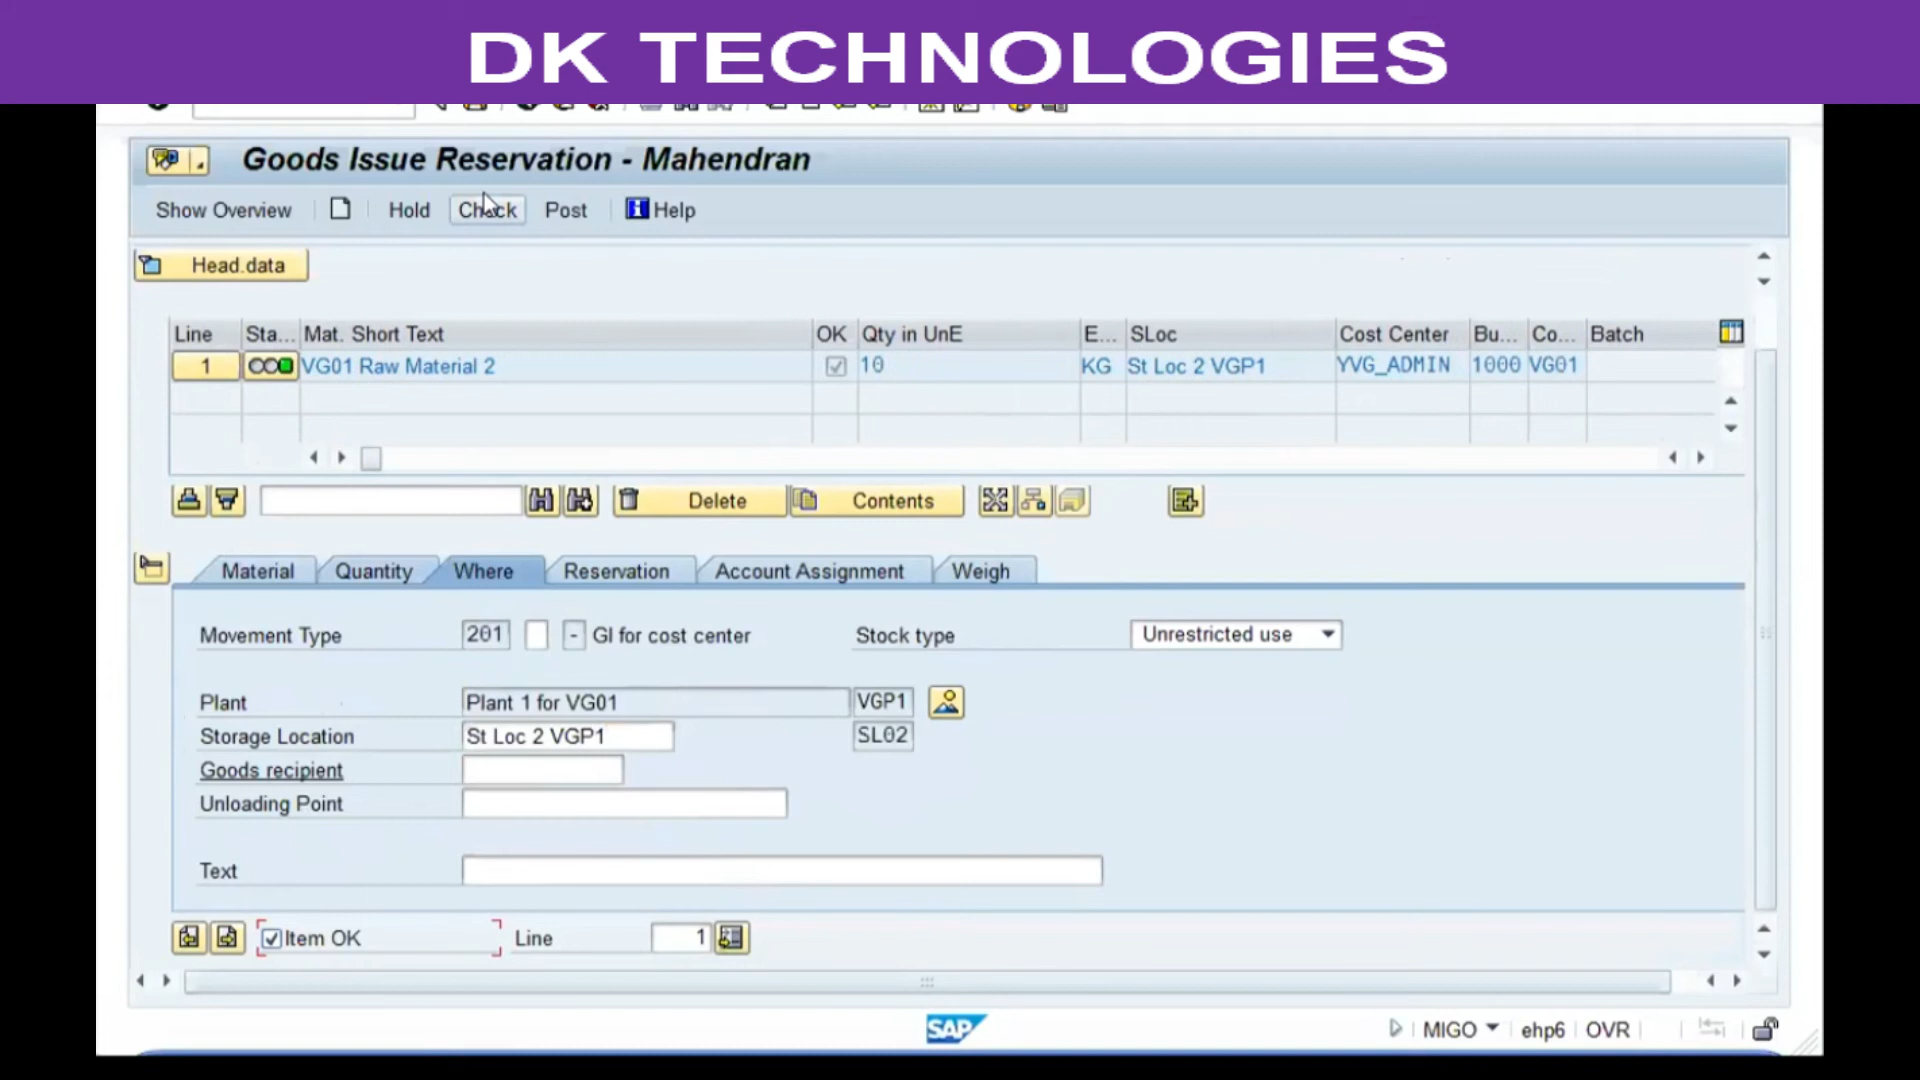 DK TECHNOLOGIES
Goods Issue Reservation - Mahendran
Show Overview Hold Check Post Help
Head.data
Line Sta... Mat. Short Text OK Qty in UnE E... SLoc Cost Center Bu... Co... Batch
1 VG01 Raw Material 2 10 KG St Loc 2 VGP1 YVG_ADMIN 1000 VG01
Delete Contents
Material Quantity Where Reservation Account Assignment Weigh
Movement Type 201 - GI for cost center Stock type Unrestricted use
Plant Plant 1 for VG01 VGP1
Storage Location St Loc 2 VGP1 SL02
Goods recipient
Unloading Point
Text
Item OK Line 1
SAP MIGO ehp6 OVR